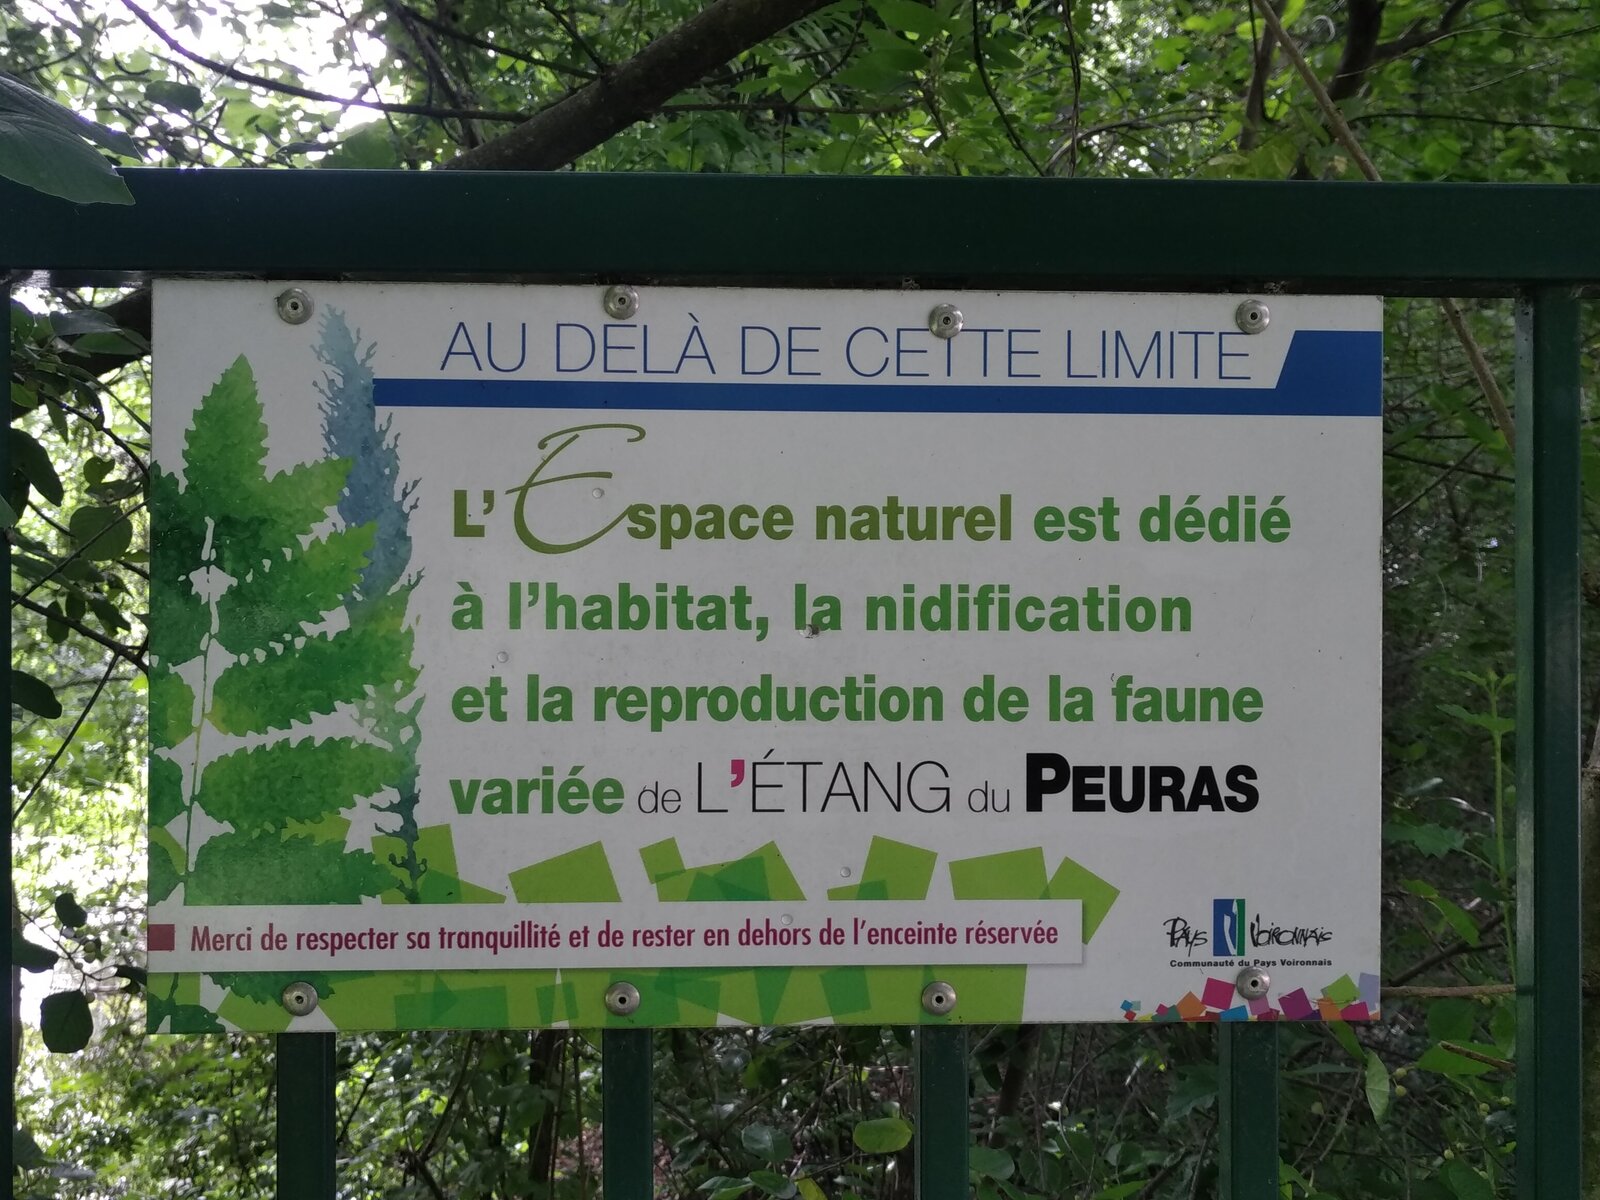 AU DELÀ DE CETTE LIMITE
L'Espace naturel est dédié
à l'habitat, la nidification
et la reproduction de la faune
variée de L'ÉTANG du PEURAS
Merci de respecter sa tranquillité et de rester en dehors de l'enceinte réservée
PAYS VOIRONNAIS
Communauté du Pays Voironnais